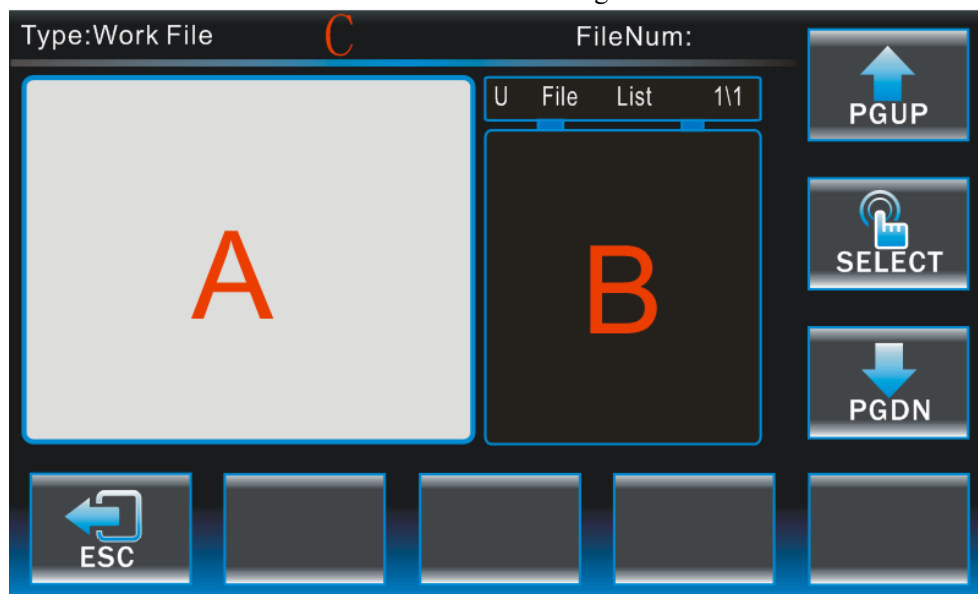 Type:Work File C FileNum:
PGUP
U File List 1\1
A B
SELECT
PGDN
ESC